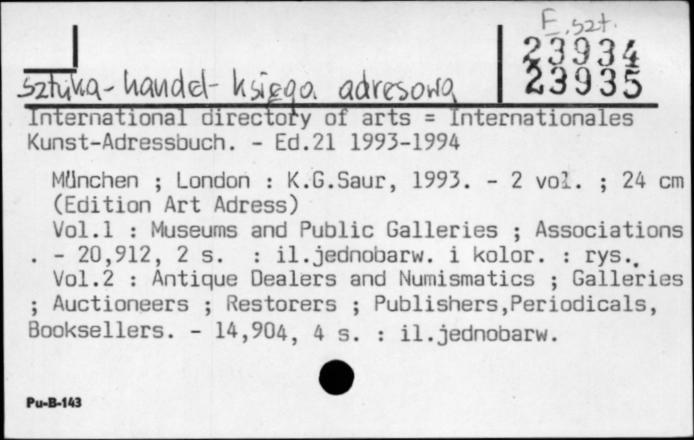 F. szt.
23934
23935
sztuka - handel - księga adresowa
International directory of arts = Internationales
Kunst-Adressbuch. - Ed.21 1993-1994
München ; London : K.G.Saur, 1993. - 2 vol. ; 24 cm
(Edition Art Adress)
Vol.1 : Museums and Public Galleries ; Associations
. - 20,912, 2 s. : il.jednobarw. i kolor. : rys.,
Vol.2 : Antique Dealers and Numismatics ; Galleries
; Auctioneers ; Restorers ; Publishers,Periodicals,
Booksellers. - 14,904, 4 s. : il.jednobarw.
Pu-B-143